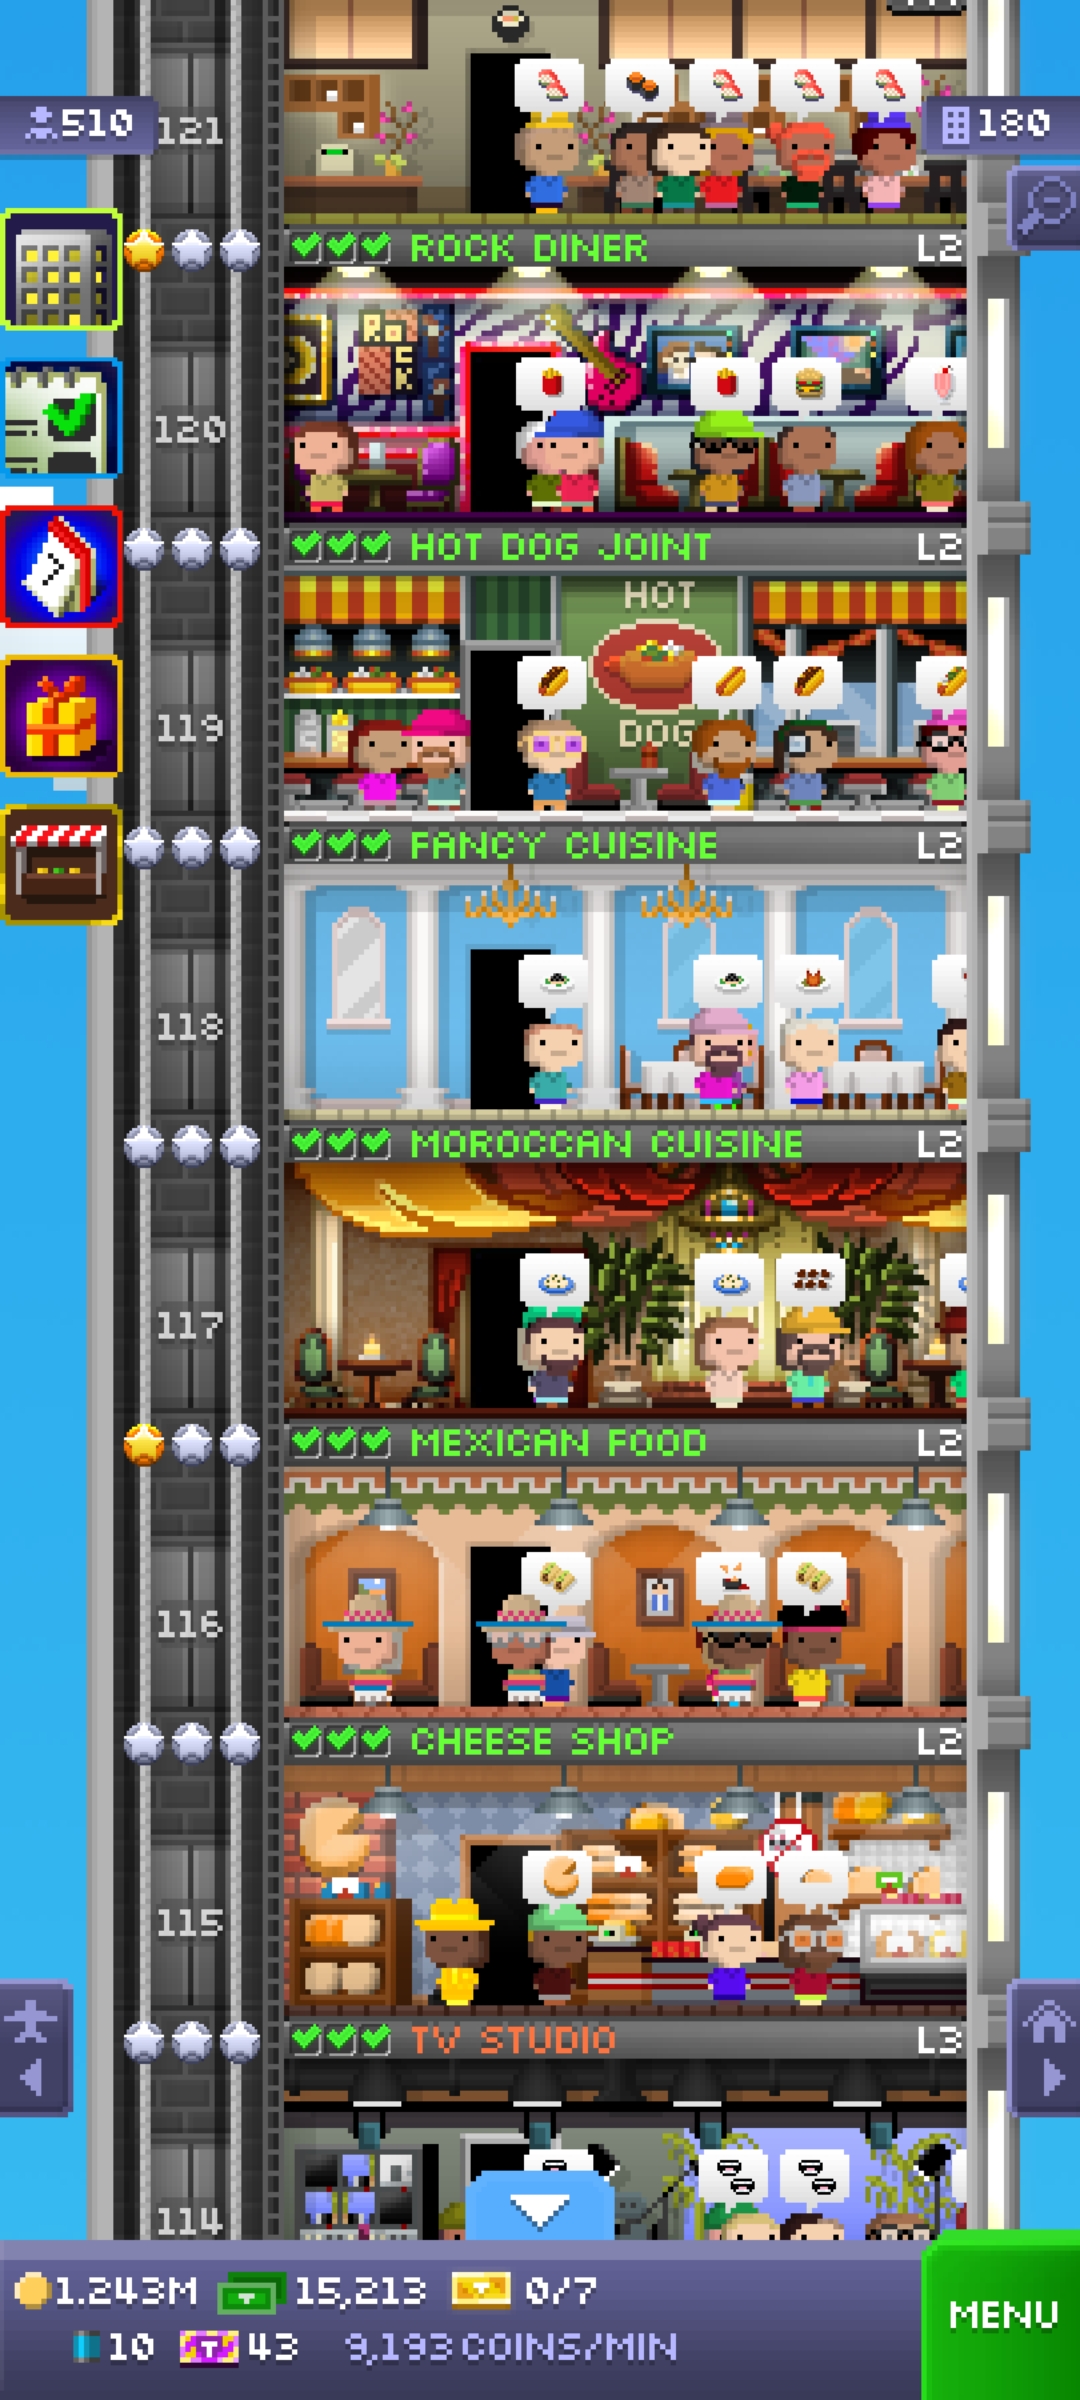 510
121
180
ROCK DINER L2
ROCK
120
HOT DOG JOINT L2
HOT
119
DOG
FANCY CUISINE L2
118
MOROCCAN CUISINE L2
117
MEXICAN FOOD L2
116
CHEESE SHOP L2
115
TV STUDIO L3
114
1.243M 15,213 0/7
MENU
10 T 43 9,193 COINS/MIN